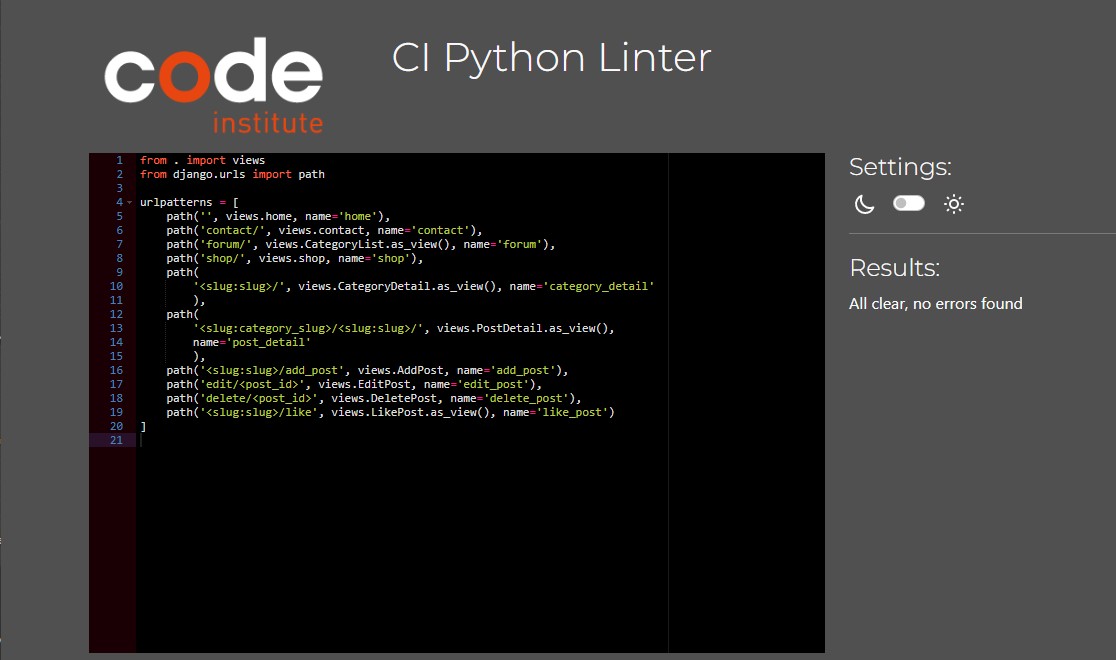 code
institute
CI Python Linter
1 from . import views
2 from django.urls import path
3
4 urlpatterns = [
5     path('', views.home, name='home'),
6     path('contact/', views.contact, name='contact'),
7     path('forum/', views.CategoryList.as_view(), name='forum'),
8     path('shop/', views.shop, name='shop'),
9     path(
10         '<slug:slug>/', views.CategoryDetail.as_view(), name='category_detail'
11         ),
12     path(
13         '<slug:category_slug>/<slug:slug>/', views.PostDetail.as_view(),
14         name='post_detail'
15         ),
16     path('<slug:slug>/add_post', views.AddPost, name='add_post'),
17     path('edit/<post_id>', views.EditPost, name='edit_post'),
18     path('delete/<post_id>', views.DeletePost, name='delete_post'),
19     path('<slug:slug>/like', views.LikePost.as_view(), name='like_post')
20 ]
21
Settings:
Results:
All clear, no errors found